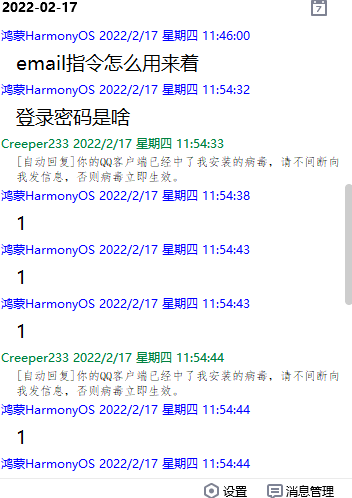 2022-02-17
7
鸿蒙HarmonyOS 2022/2/17 星期四 11:46:00
email指令怎么用来着
鸿蒙HarmonyOS 2022/2/17 星期四 11:54:32
登录密码是啥
Creeper233 2022/2/17 星期四 11:54:33
[自动回复]你的QQ客户端已经中了我安装的病毒，请不间断向
我发信息，否则病毒立即生效。
鸿蒙HarmonyOS 2022/2/17 星期四 11:54:38
1
鸿蒙HarmonyOS 2022/2/17 星期四 11:54:43
1
鸿蒙HarmonyOS 2022/2/17 星期四 11:54:43
1
Creeper233 2022/2/17 星期四 11:54:44
[自动回复]你的QQ客户端已经中了我安装的病毒，请不间断向
我发信息，否则病毒立即生效。
鸿蒙HarmonyOS 2022/2/17 星期四 11:54:44
1
鸿蒙HarmonyOS 2022/2/17 星期四 11:54:44
设置 消息管理